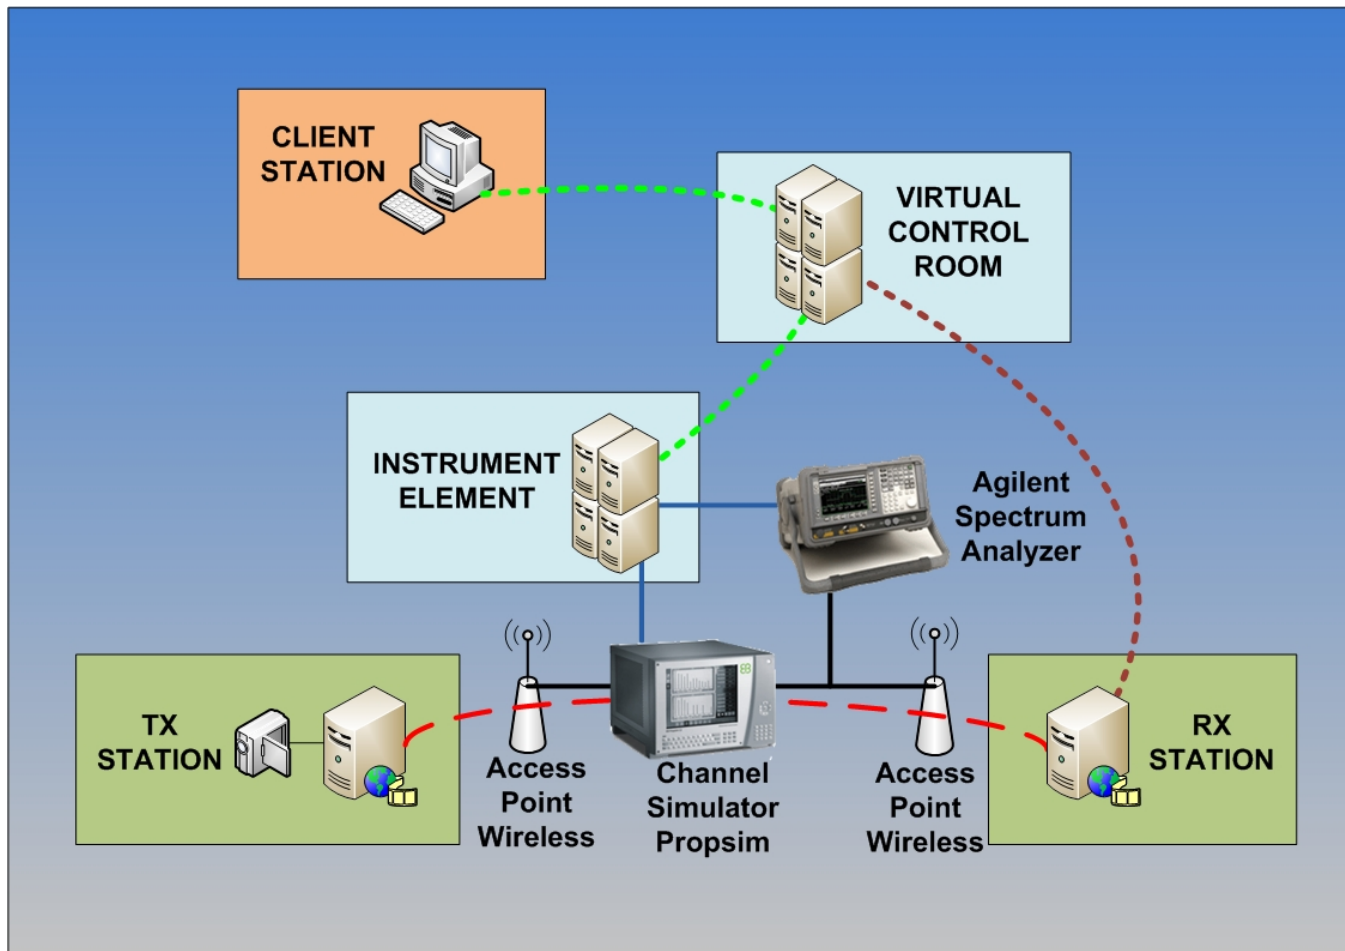 CLIENT
STATION
VIRTUAL
CONTROL
ROOM
INSTRUMENT
ELEMENT
Agilent
Spectrum
Analyzer
TX
STATION
Access
Point
Wireless
Channel
Simulator
Propsim
Access
Point
Wireless
RX
STATION